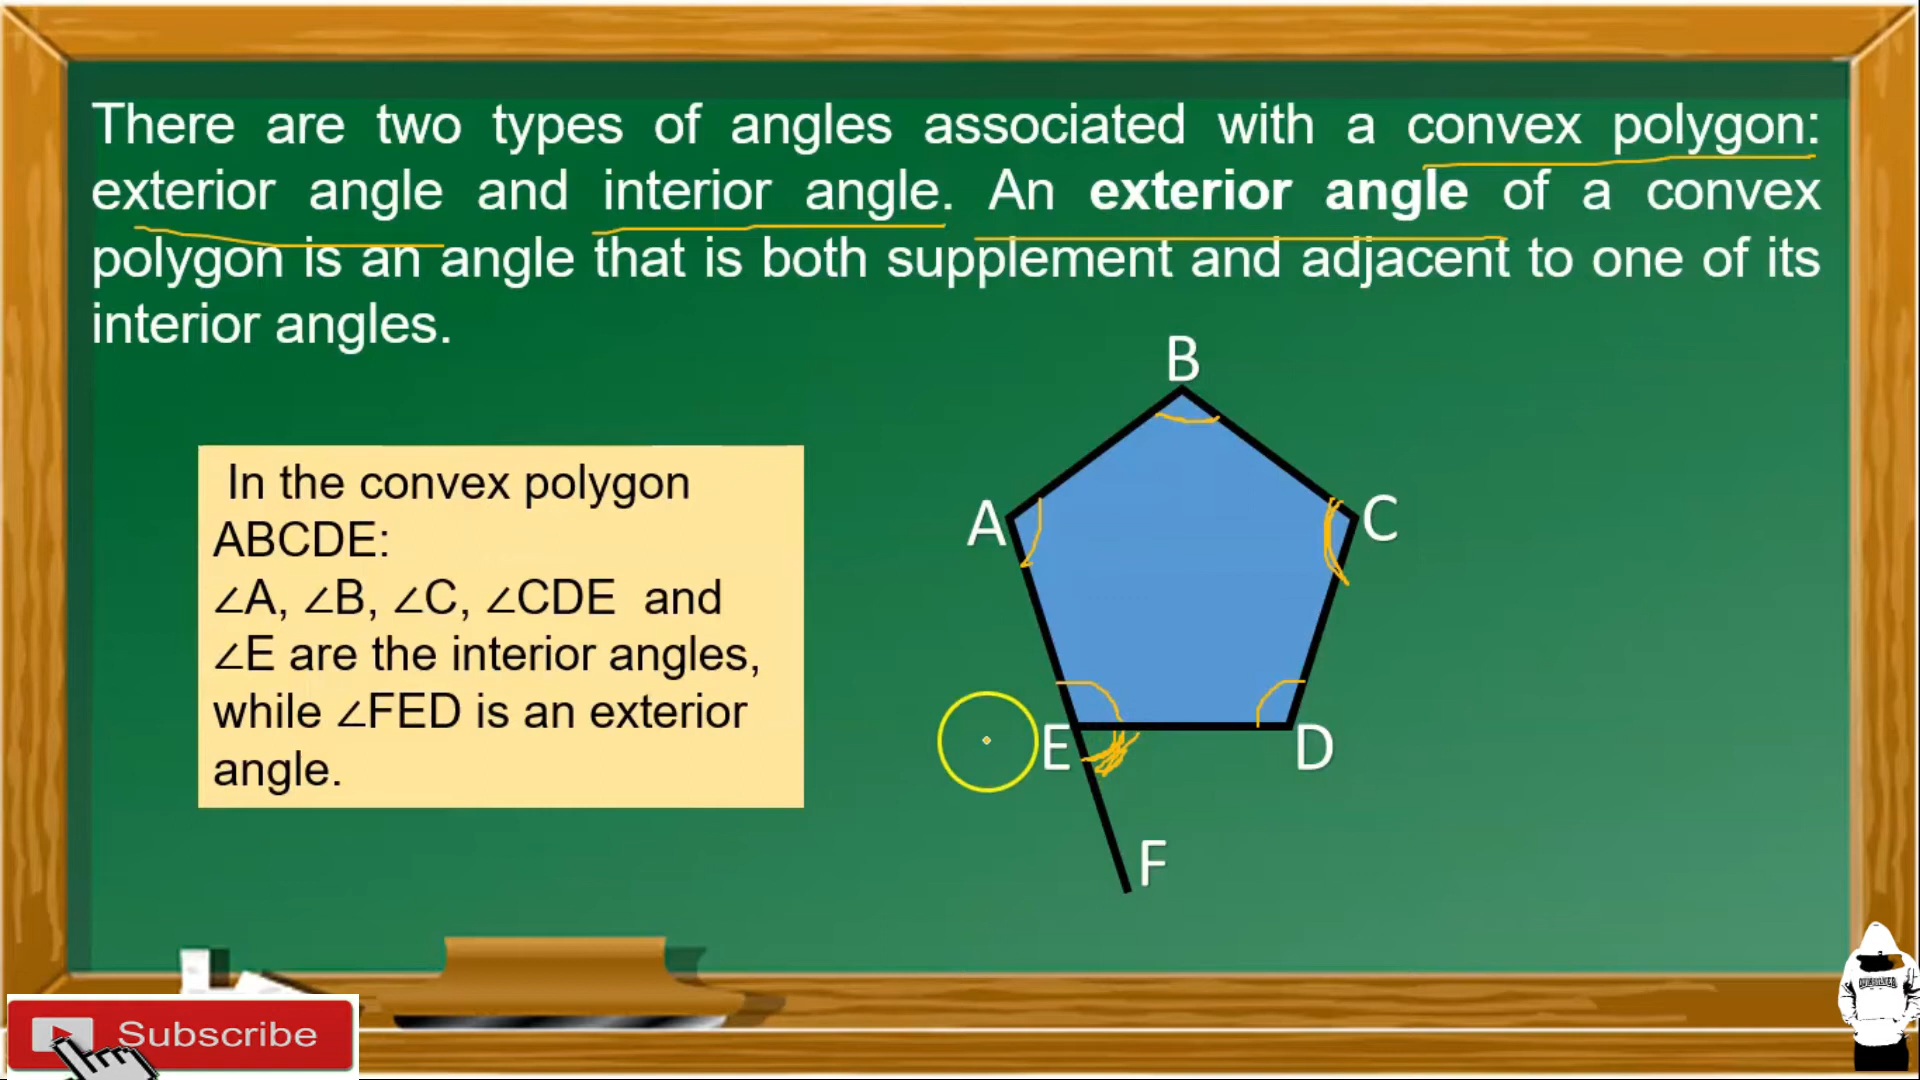 There are two types of angles associated with a convex polygon:
exterior angle and interior angle. An exterior angle of a convex
polygon is an angle that is both supplement and adjacent to one of its
interior angles.
B
In the convex polygon
ABCDE:
∠A, ∠B, ∠C, ∠CDE and
∠E are the interior angles,
while ∠FED is an exterior
angle.
A
C
E
D
F
Subscribe